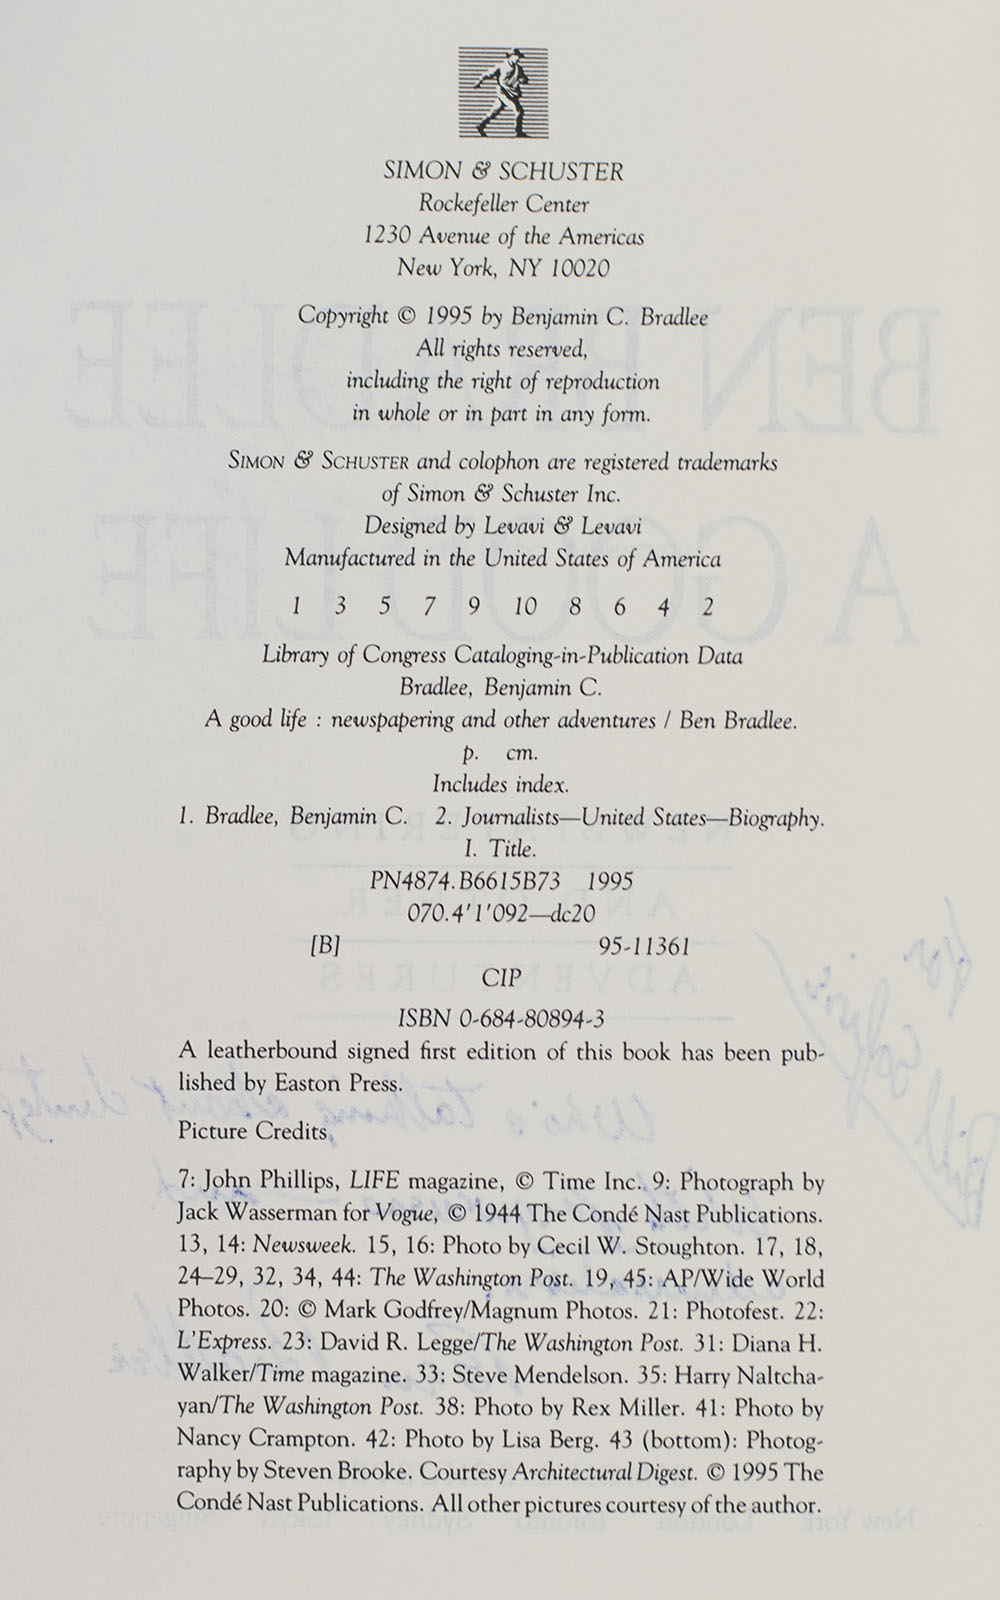 SIMON & SCHUSTER
Rockefeller Center
1230 Avenue of the Americas
New York, NY 10020
Copyright © 1995 by Benjamin C. Bradlee
All rights reserved,
including the right of reproduction
in whole or in part in any form.
SIMON & SCHUSTER and colophon are registered trademarks
of Simon & Schuster Inc.
Designed by Levavi & Levavi
Manufactured in the United States of America
1 3 5 7 9 10 8 6 4 2
Library of Congress Cataloging-in-Publication Data
Bradlee, Benjamin C.
A good life : newspapering and other adventures / Ben Bradlee.
p. cm.
Includes index.
1. Bradlee, Benjamin C. 2. Journalists—United States—Biography.
I. Title.
PN4874.B6615B73 1995
070.4'1'092—dc20
[B] 95-11361
CIP
ISBN 0-684-80894-3
A leatherbound signed first edition of this book has been pub-
lished by Easton Press.
Picture Credits
7: John Phillips, LIFE magazine, © Time Inc. 9: Photograph by
Jack Wasserman for Vogue, © 1944 The Condé Nast Publications.
13, 14: Newsweek. 15, 16: Photo by Cecil W. Stoughton. 17, 18,
24–29, 32, 34, 44: The Washington Post. 19, 45: AP/Wide World
Photos. 20: © Mark Godfrey/Magnum Photos. 21: Photofest. 22:
L'Express. 23: David R. Legge/The Washington Post. 31: Diana H.
Walker/Time magazine. 33: Steve Mendelson. 35: Harry Naltcha-
yan/The Washington Post. 38: Photo by Rex Miller. 41: Photo by
Nancy Crampton. 42: Photo by Lisa Berg. 43 (bottom): Photog-
raphy by Steven Brooke. Courtesy Architectural Digest. © 1995 The
Condé Nast Publications. All other pictures courtesy of the author.